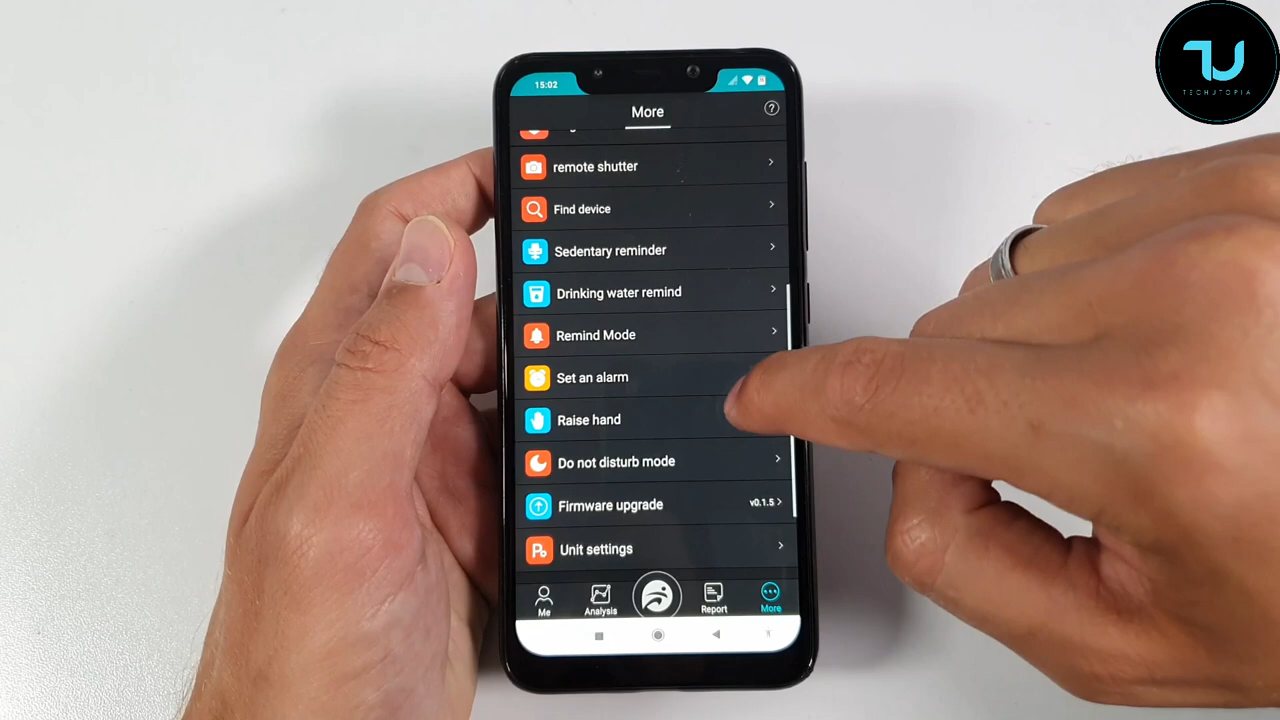 TECHUTOPIA
15:02
More
?
remote shutter
Find device
Sedentary reminder
Drinking water remind
Remind Mode
Set an alarm
Raise hand
Do not disturb mode
Firmware upgrade v0.1.5
Unit settings
Me Analysis Report More